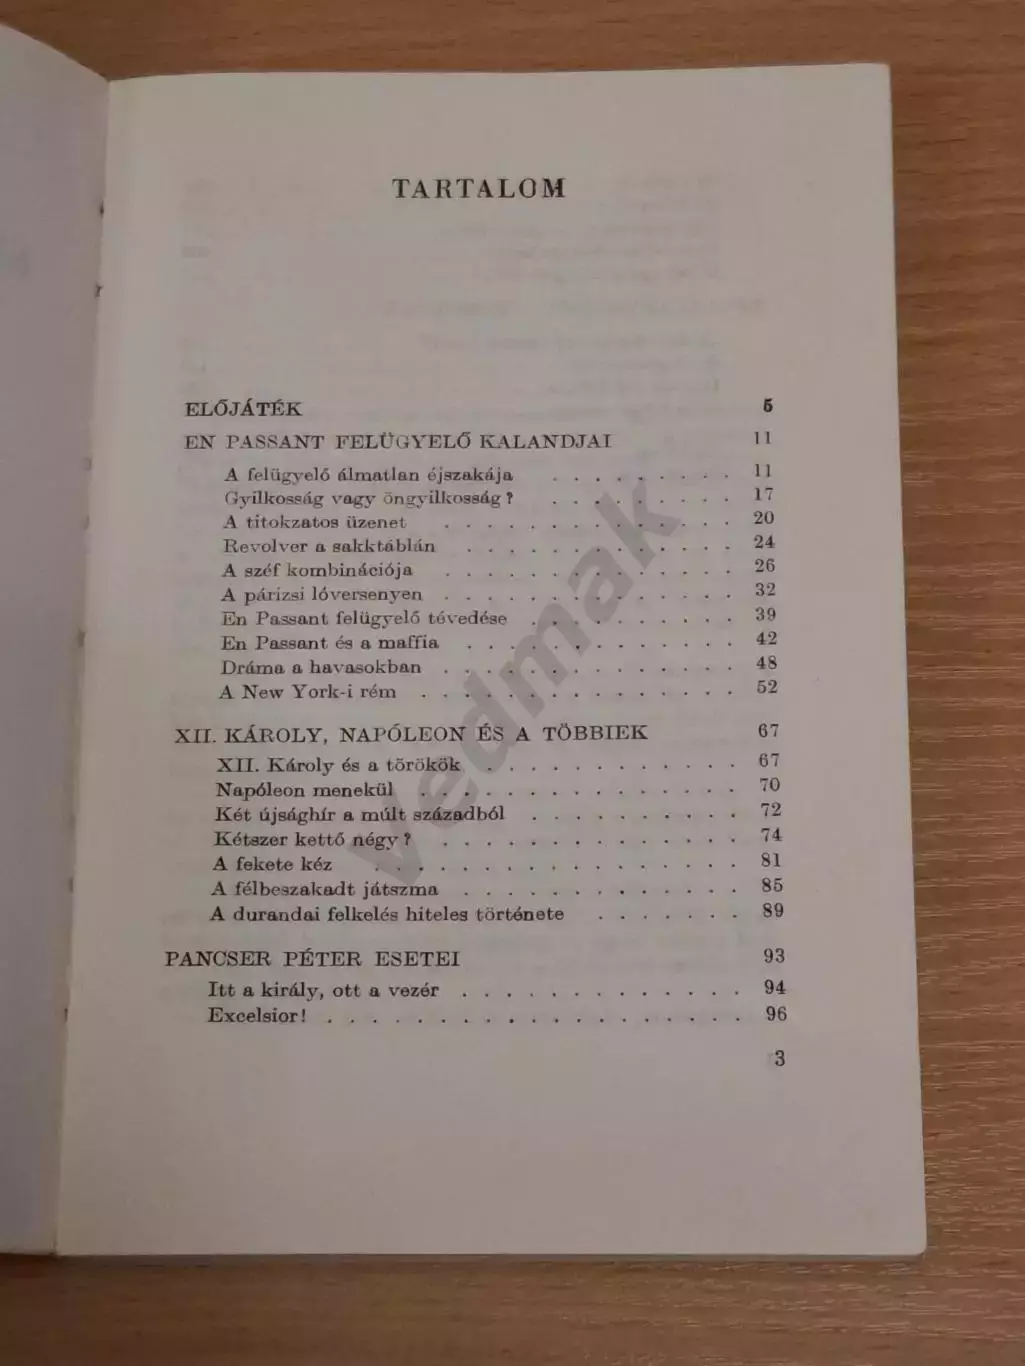 TARTALOM
ELŐJÁTÉK 5
EN PASSANT FELÜGYELŐ KALANDJAI 11
A felügyelő álmatlan éjszakája . . . . . . . . . 11
Gyilkosság vagy öngyilkosság? . . . . . . . . . 17
A titokzatos üzenet . . . . . . . . . . . . 20
Revolver a sakktáblán . . . . . . . . . . . 24
A széf kombinációja . . . . . . . . . . . . 26
A párizsi lóversenyen . . . . . . . . . . . . 32
En Passant felügyelő tévedése . . . . . . . . . 39
En Passant és a maffia . . . . . . . . . . . 42
Dráma a havasokban . . . . . . . . . . . . 48
A New York-i rém . . . . . . . . . . . . . 52
XII. KÁROLY, NAPÓLEON ÉS A TÖBBIEK 67
XII. Károly és a törökök . . . . . . . . . . . 67
Napóleon menekül . . . . . . . . . . . . . 70
Két újsághír a múlt századból . . . . . . . . . 72
Kétszer kettő négy? . . . . . . . . . . . . 74
A fekete kéz . . . . . . . . . . . . . . 81
A félbeszakadt játszma . . . . . . . . . . . 85
A durandai felkelés hiteles története . . . . . . . 89
PANCSER PÉTER ESETEI 93
Itt a király, ott a vezér . . . . . . . . . . . . 94
Excelsior! . . . . . . . . . . . . . . . . 96
3
Vedmak